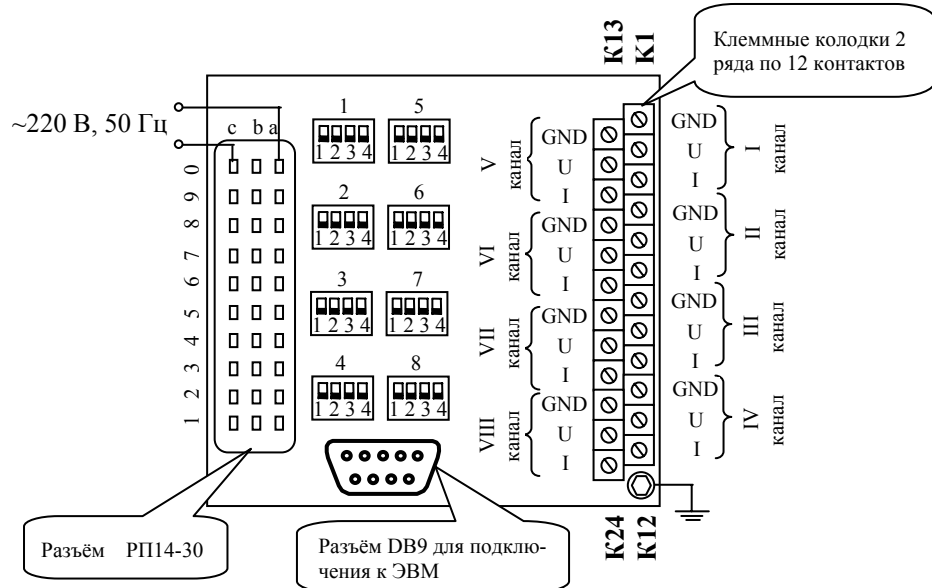 К13
К1
Клеммные колодки 2
ряда по 12 контактов
~220 В, 50 Гц
c b a
0
9
8
7
6
5
4
3
2
1
1
1 2 3 4
5
1 2 3 4
2
1 2 3 4
6
1 2 3 4
3
1 2 3 4
7
1 2 3 4
4
1 2 3 4
8
1 2 3 4
V
канал
GND
U
I
VI
канал
GND
U
I
VII
канал
GND
U
I
VIII
канал
GND
U
I
GND
U
I
I
канал
GND
U
I
II
канал
GND
U
I
III
канал
GND
U
I
IV
канал
К24
К12
Разъём РП14-30
Разъём DB9 для подклю-
чения к ЭВМ